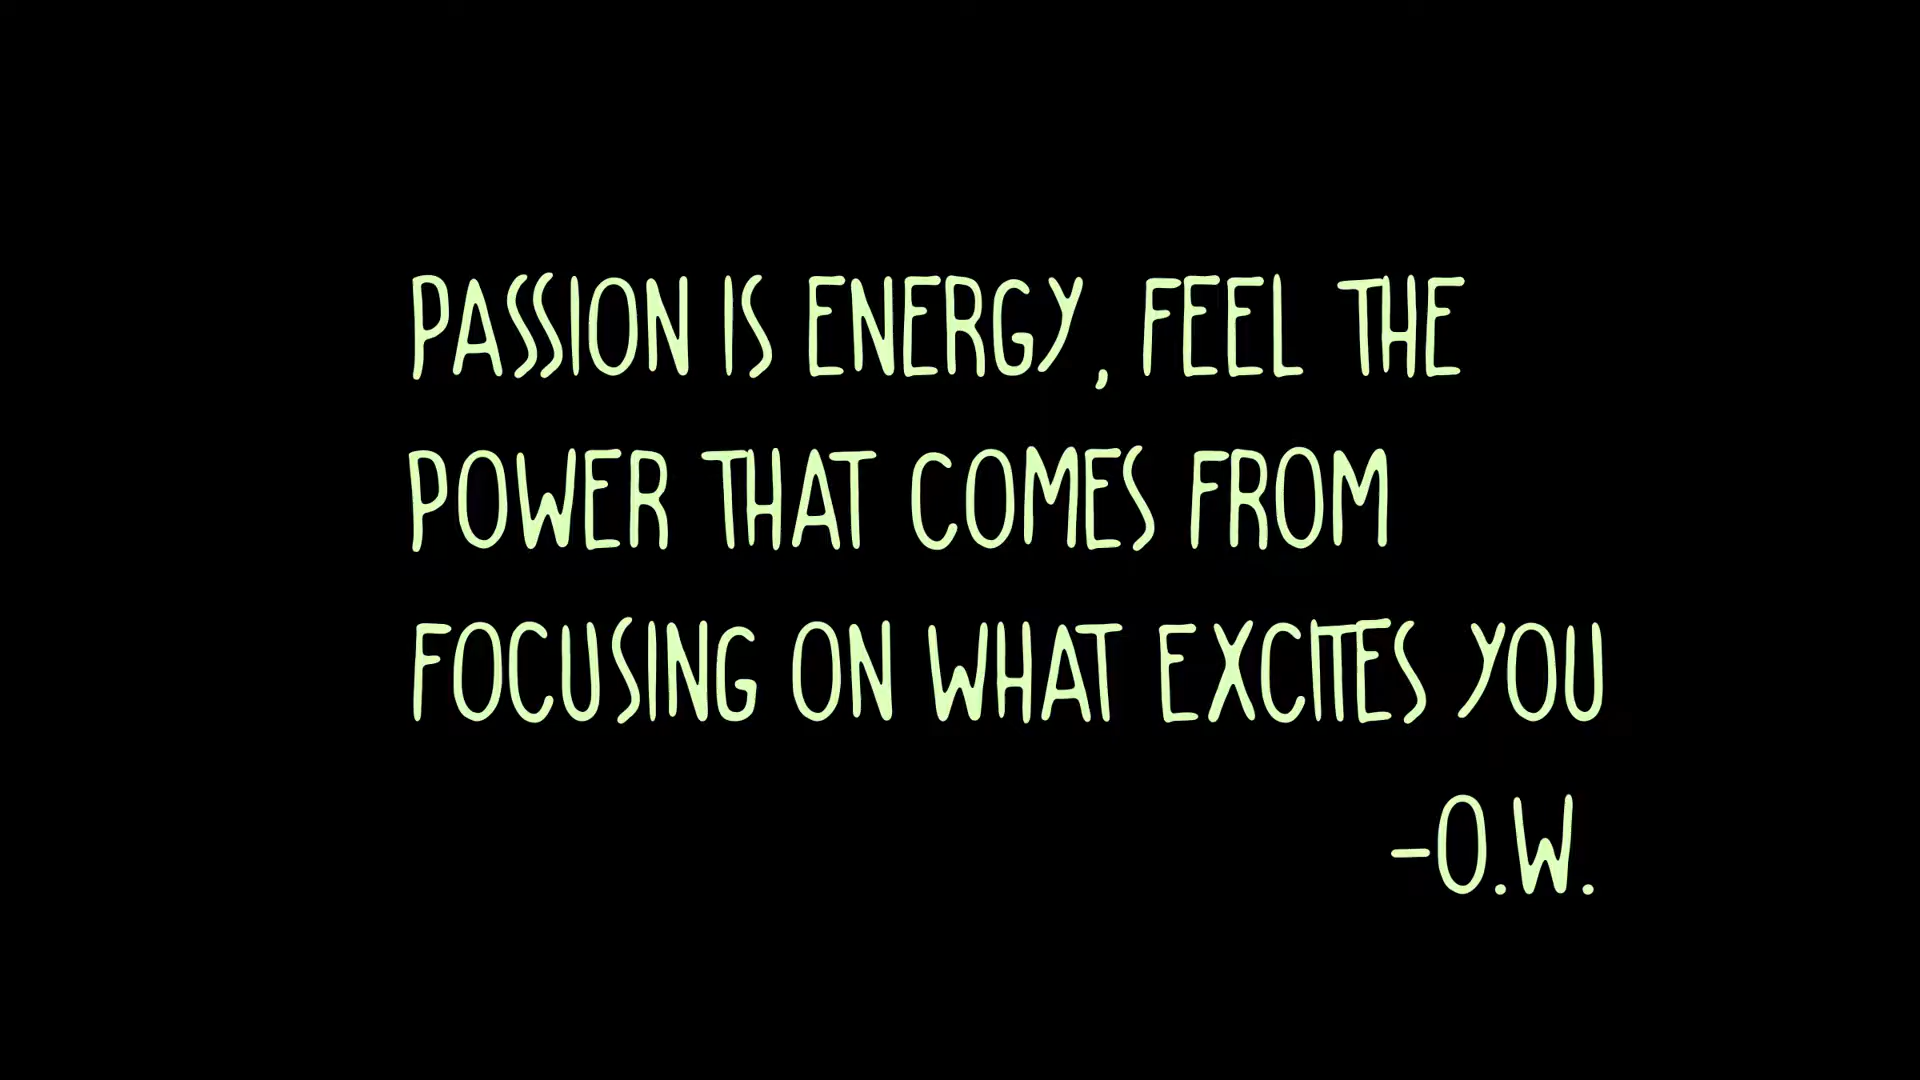 PASSION IS ENERGY, FEEL THE
POWER THAT COMES FROM
FOCUSING ON WHAT EXCITES YOU
-O.W.